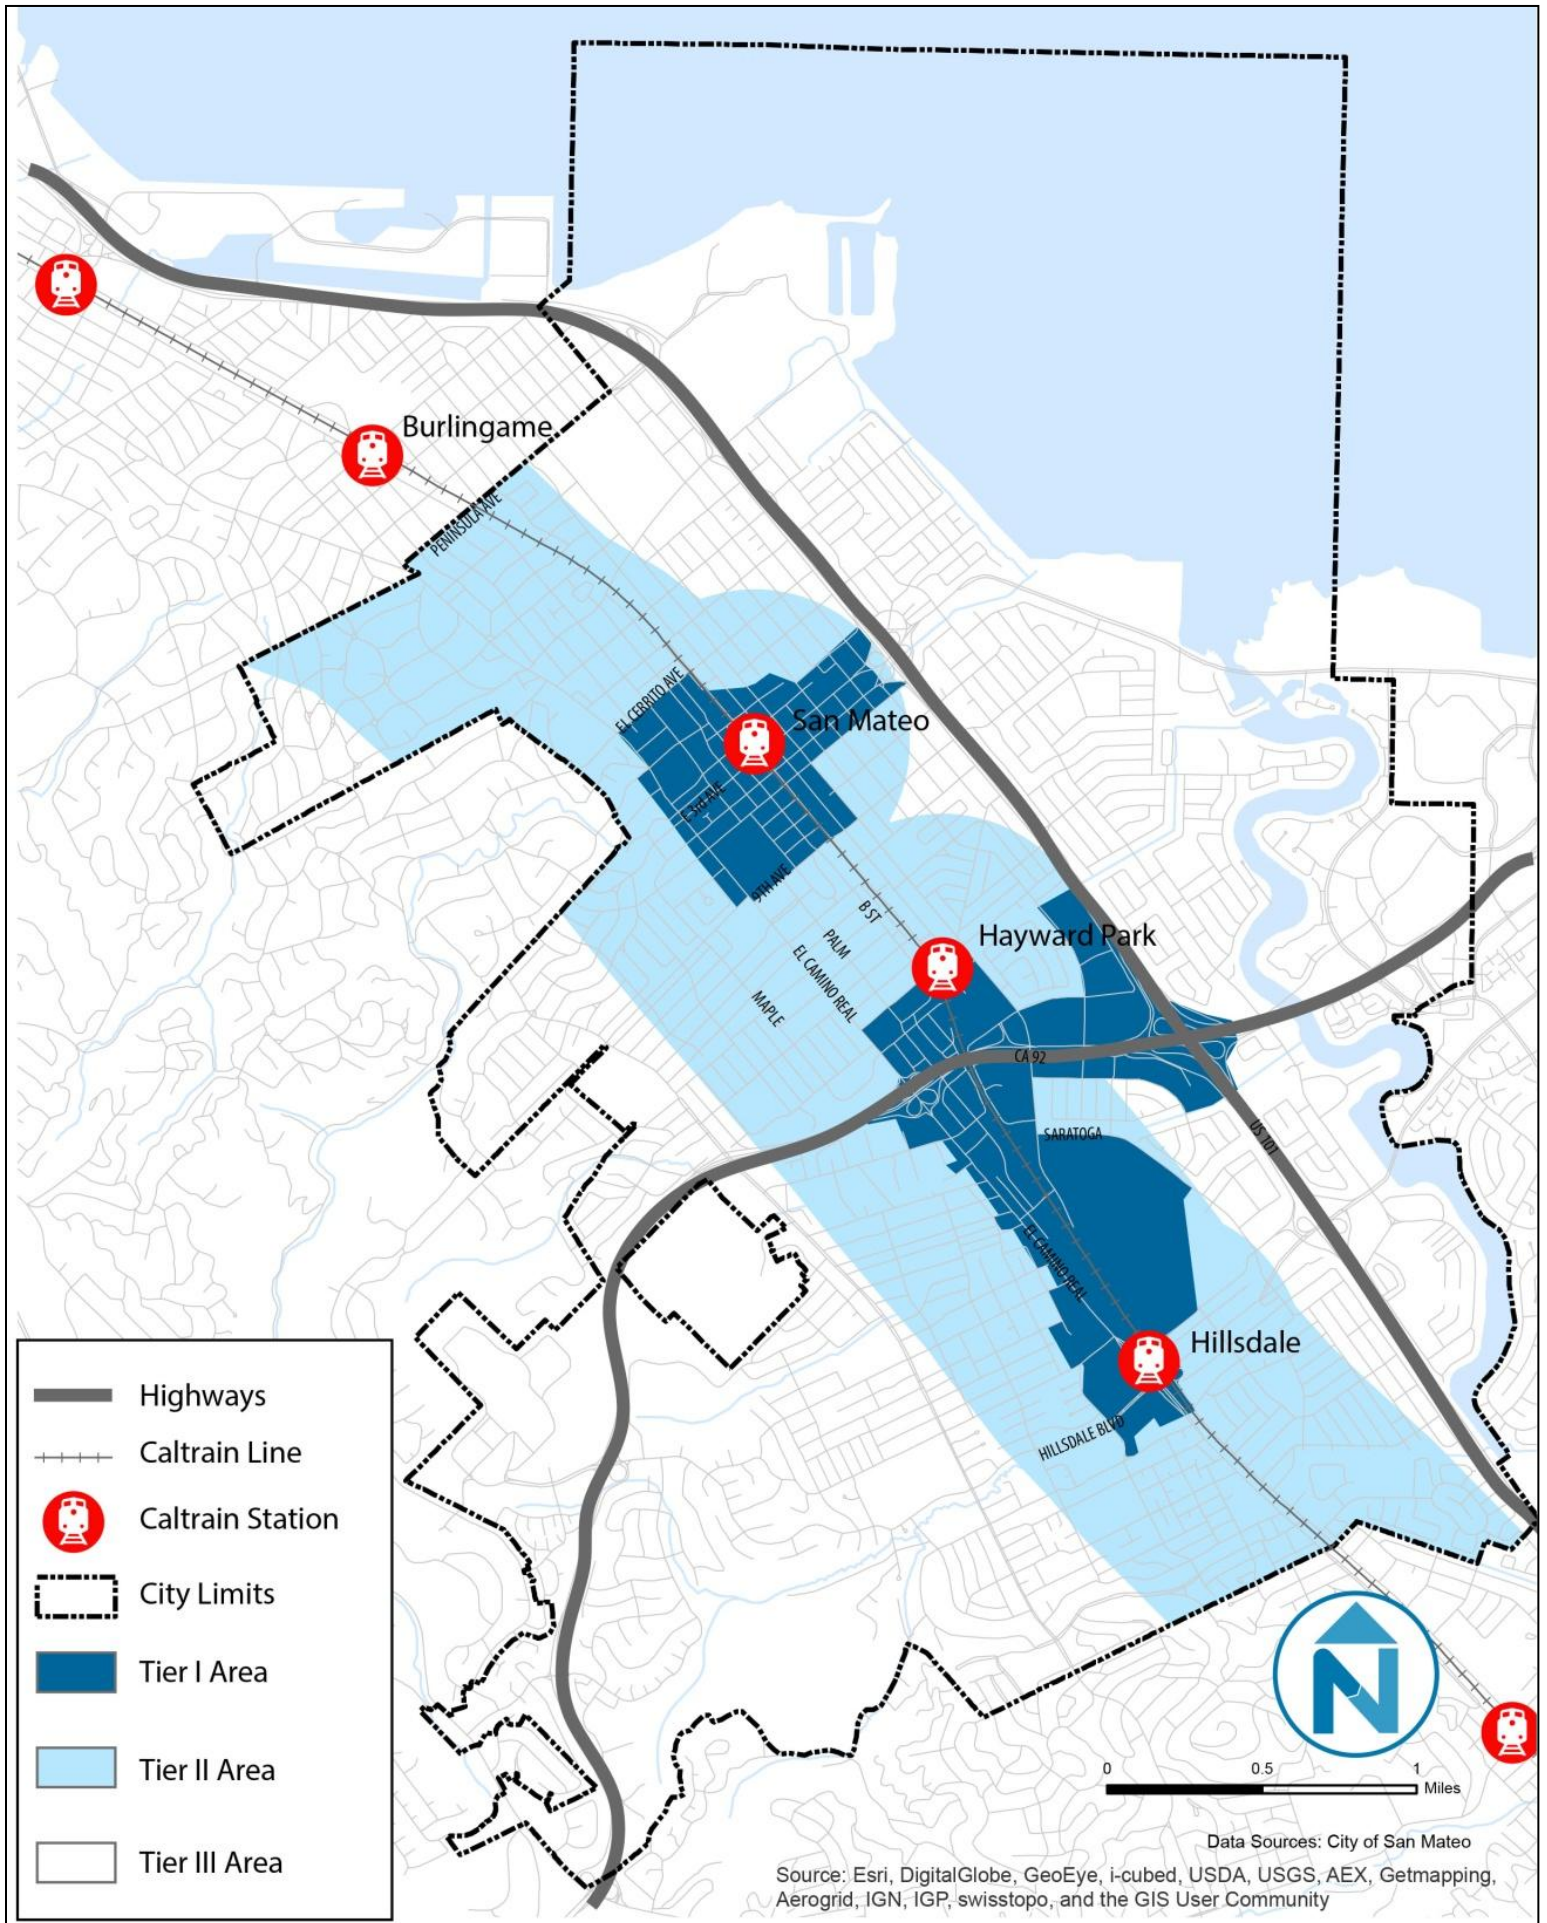 Burlingame
PENINSULA AVE
EL CERRITO AVE
San Mateo
E 3rd AVE
9TH AVE
B ST
PALM
EL CAMINO REAL
MAPLE
Hayward Park
CA 92
SARATOGA
US 101
EL CAMINO REAL
Hillsdale
HILLSDALE BLVD
Highways
Caltrain Line
Caltrain Station
City Limits
Tier I Area
Tier II Area
Tier III Area
N
0 0.5 1
Miles
Data Sources: City of San Mateo
Source: Esri, DigitalGlobe, GeoEye, i-cubed, USDA, USGS, AEX, Getmapping,
Aerogrid, IGN, IGP, swisstopo, and the GIS User Community